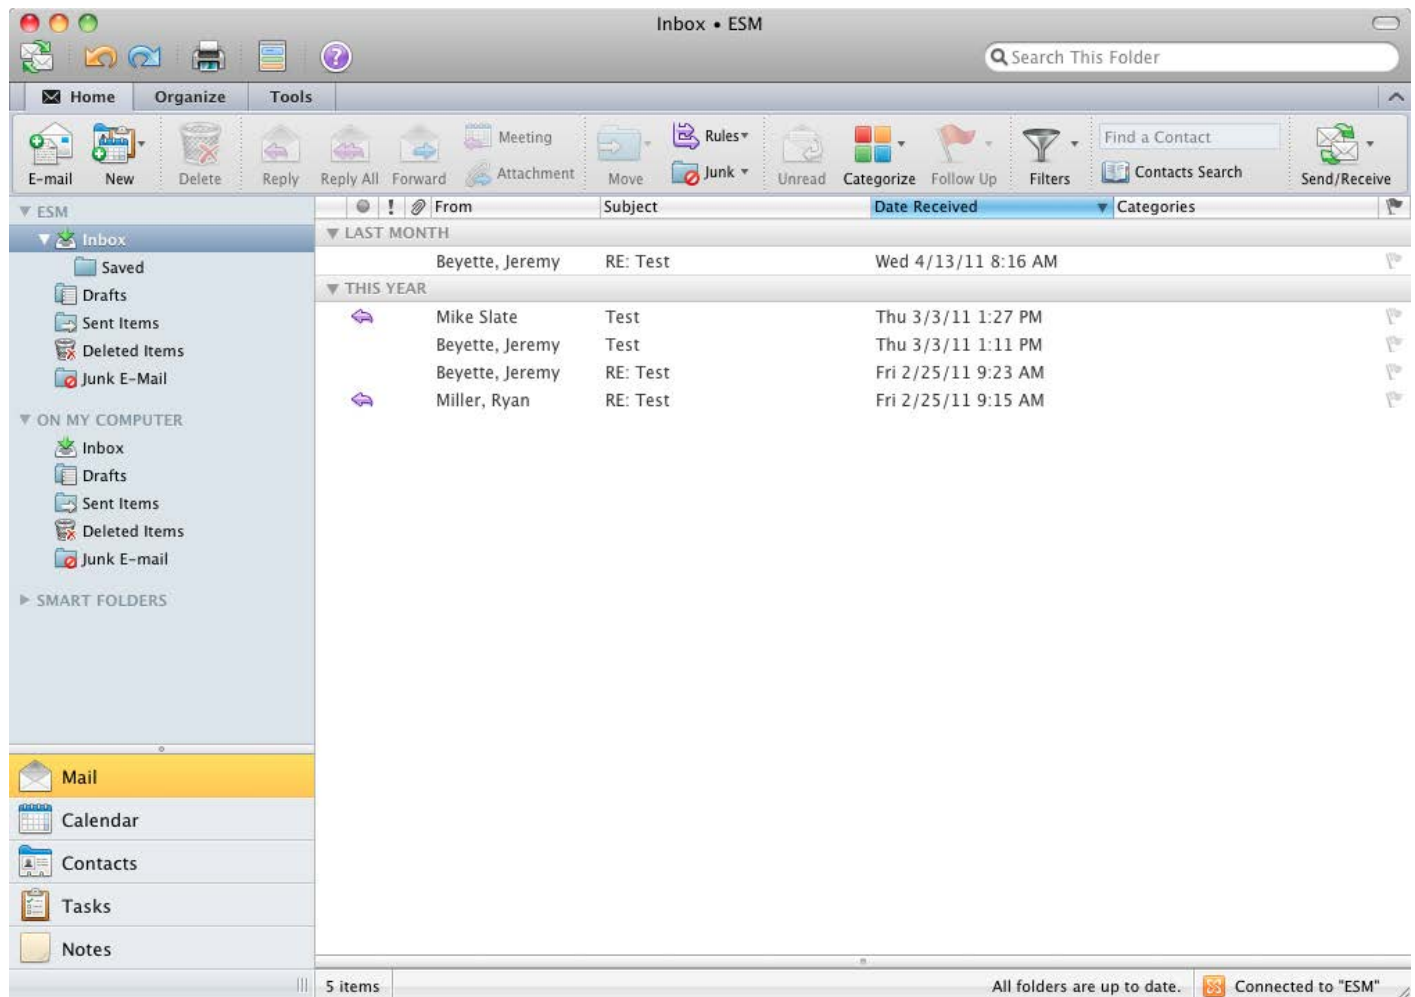 Inbox • ESM
Search This Folder
Home Organize Tools
E-mail New Delete Reply Reply All Forward Meeting Attachment Move Rules Junk Unread Categorize Follow Up Filters Find a Contact Contacts Search Send/Receive
ESM
Inbox
Saved
Drafts
Sent Items
Deleted Items
Junk E-Mail
ON MY COMPUTER
Inbox
Drafts
Sent Items
Deleted Items
Junk E-mail
SMART FOLDERS
Mail
Calendar
Contacts
Tasks
Notes
! From Subject Date Received Categories
LAST MONTH
Beyette, Jeremy RE: Test Wed 4/13/11 8:16 AM
THIS YEAR
Mike Slate Test Thu 3/3/11 1:27 PM
Beyette, Jeremy Test Thu 3/3/11 1:11 PM
Beyette, Jeremy RE: Test Fri 2/25/11 9:23 AM
Miller, Ryan RE: Test Fri 2/25/11 9:15 AM
5 items All folders are up to date. Connected to "ESM"